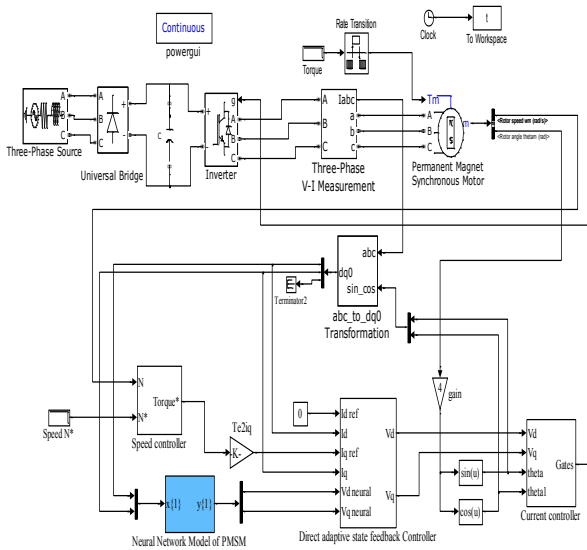 Continuous
powergui
Rate Transition
Clock
t
To Workspace
Torque
A
B
C
Three-Phase Source
A
B
C
+
-
Universal Bridge
C
+
-
g
A
B
C
Inverter
A
B
C
Iabc
a
b
c
Three-Phase
V-I Measurement
Tm
A
B
C
m
Permanent Magnet
Synchronous Motor
<Rotor speed wm (rad/s)>
<Rotor angle thetam (rad)>
abc
dq0
sin_cos
abc_to_dq0
Transformation
Terminator2
4
gain
N
N*
Torque*
Speed controller
Speed N*
Te2iq
K-
0
Id ref
Id
Iq ref
Iq
Vd neural
Vq neural
Vd
Vq
Direct adaptive state feedback Controller
x{1}
y{1}
Neural Network Model of PMSM
sin(u)
cos(u)
Vd
Vq
theta
theta1
Gates
Current controller